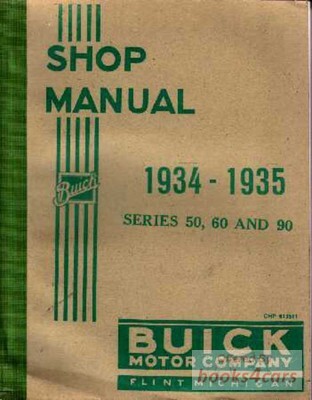 SHOP
MANUAL
Buick
1934 - 1935
SERIES 50, 60 AND 90
BUICK
MOTOR COMPANY
FLINT MICHIGAN
books4cars